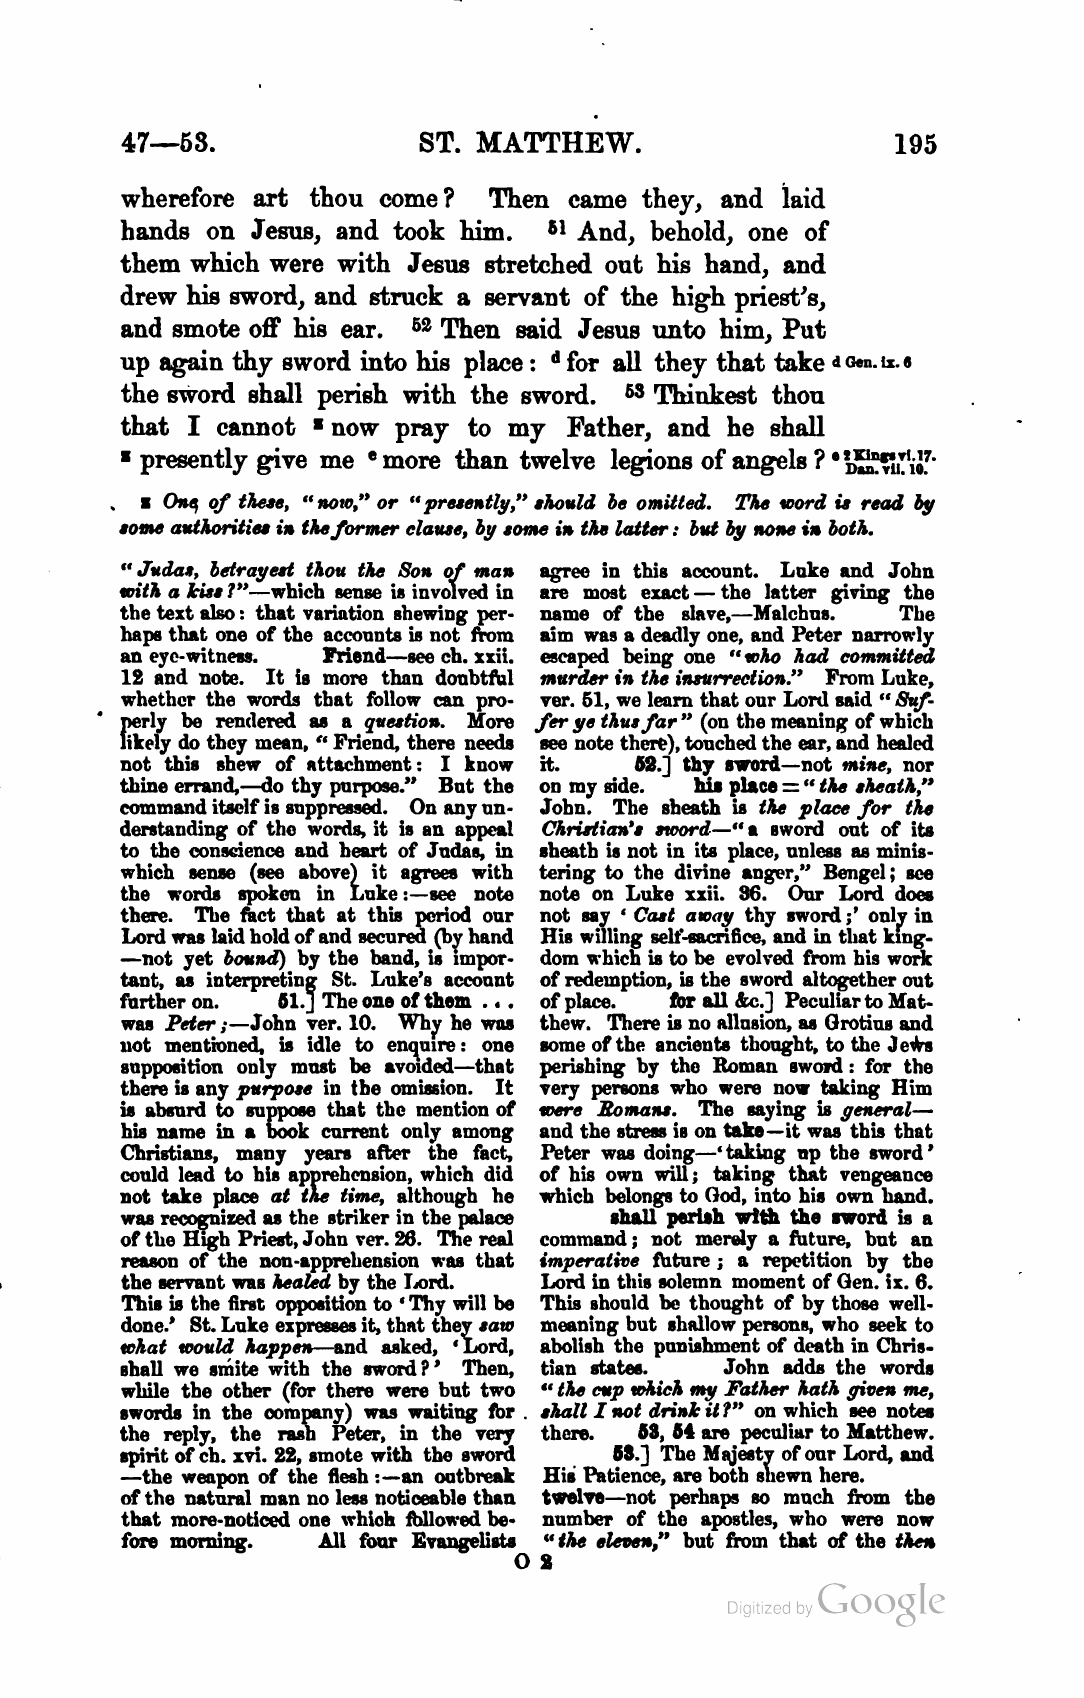 47—53. ST. MATTHEW. 195
wherefore art thou come? Then came they, and laid
hands on Jesus, and took him. 51 And, behold, one of
them which were with Jesus stretched out his hand, and
drew his sword, and struck a servant of the high priest's,
and smote off his ear. 52 Then said Jesus unto him, Put
up again thy sword into his place: d for all they that take d Gen. ix. 6
the sword shall perish with the sword. 53 Thinkest thou
that I cannot ⁠now pray to my Father, and he shall
presently give me e more than twelve legions of angels? e 2 Kings vi. 17.
Dan. vii. 10.
One of these, "now," or "presently," should be omitted. The word is read by
some authorities in the former clause, by some in the latter: but by none in both.
"Judas, betrayest thou the Son of man
with a kiss?"—which sense is involved in
the text also: that variation shewing per-
haps that one of the accounts is not from
an eye-witness. Friend—see ch. xxii.
12 and note. It is more than doubtful
whether the words that follow can pro-
perly be rendered as a question. More
likely do they mean, "Friend, there needs
not this shew of attachment: I know
thine errand,—do thy purpose." But the
command itself is suppressed. On any un-
derstanding of the words, it is an appeal
to the conscience and heart of Judas, in
which sense (see above) it agrees with
the words spoken in Luke:—see note
there. The fact that at this period our
Lord was laid hold of and secured (by hand
—not yet bound) by the band, is impor-
tant, as interpreting St. Luke's account
further on. 51.] The one of them ...
was Peter;—John ver. 10. Why he was
not mentioned, is idle to enquire: one
supposition only must be avoided—that
there is any purpose in the omission. It
is absurd to suppose that the mention of
his name in a book current only among
Christians, many years after the fact,
could lead to his apprehension, which did
not take place at the time, although he
was recognized as the striker in the palace
of the High Priest, John ver. 26. The real
reason of the non-apprehension was that
the servant was healed by the Lord.
This is the first opposition to 'Thy will be
done.' St. Luke expresses it, that they saw
what would happen—and asked, 'Lord,
shall we smite with the sword?' Then,
while the other (for there were but two
swords in the company) was waiting for
the reply, the rash Peter, in the very
spirit of ch. xvi. 22, smote with the sword
—the weapon of the flesh:—an outbreak
of the natural man no less noticeable than
that more-noticed one which followed be-
fore morning. All four Evangelists
agree in this account. Luke and John
are most exact—the latter giving the
name of the slave,—Malchus. The
aim was a deadly one, and Peter narrowly
escaped being one "who had committed
murder in the insurrection." From Luke,
ver. 51, we learn that our Lord said "Suf-
fer ye thus far" (on the meaning of which
see note there), touched the ear, and healed
it. 52.] thy sword—not mine, nor
on my side. his place = "the sheath,"
John. The sheath is the place for the
Christian's sword—"a sword out of its
sheath is not in its place, unless as minis-
tering to the divine anger," Bengel; see
note on Luke xxii. 36. Our Lord does
not say 'Cast away thy sword;' only in
His willing self-sacrifice, and in that king-
dom which is to be evolved from his work
of redemption, is the sword altogether out
of place. for all &c.] Peculiar to Mat-
thew. There is no allusion, as Grotius and
some of the ancients thought, to the Jews
perishing by the Roman sword: for the
very persons who were now taking Him
were Romans. The saying is general—
and the stress is on take—it was this that
Peter was doing—'taking up the sword'
of his own will; taking that vengeance
which belongs to God, into his own hand.
shall perish with the sword is a
command; not merely a future, but an
imperative future; a repetition by the
Lord in this solemn moment of Gen. ix. 6.
This should be thought of by those well-
meaning but shallow persons, who seek to
abolish the punishment of death in Chris-
tian states. John adds the words
"the cup which my Father hath given me,
shall I not drink it?" on which see notes
there. 53, 54 are peculiar to Matthew.
53.] The Majesty of our Lord, and
His Patience, are both shewn here.
twelve—not perhaps so much from the
number of the apostles, who were now
"the eleven," but from that of the then
O 2
Digitized by Google